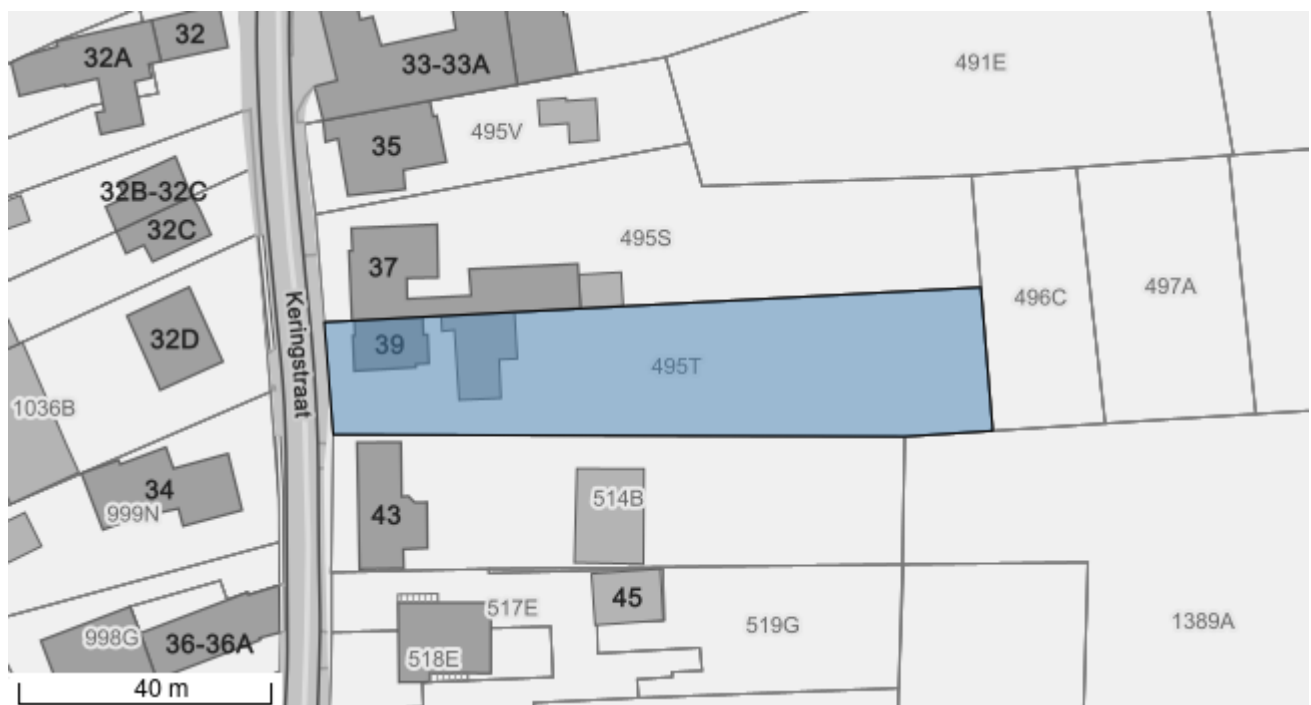 32
32A
33-33A
491E
495V
35
32B-32C
32C
495S
37
496C
497A
Keringstraat
32D
39
495T
1036B
34
999N
43
514B
45
517E
519G
1389A
998G
36-36A
518E
40 m